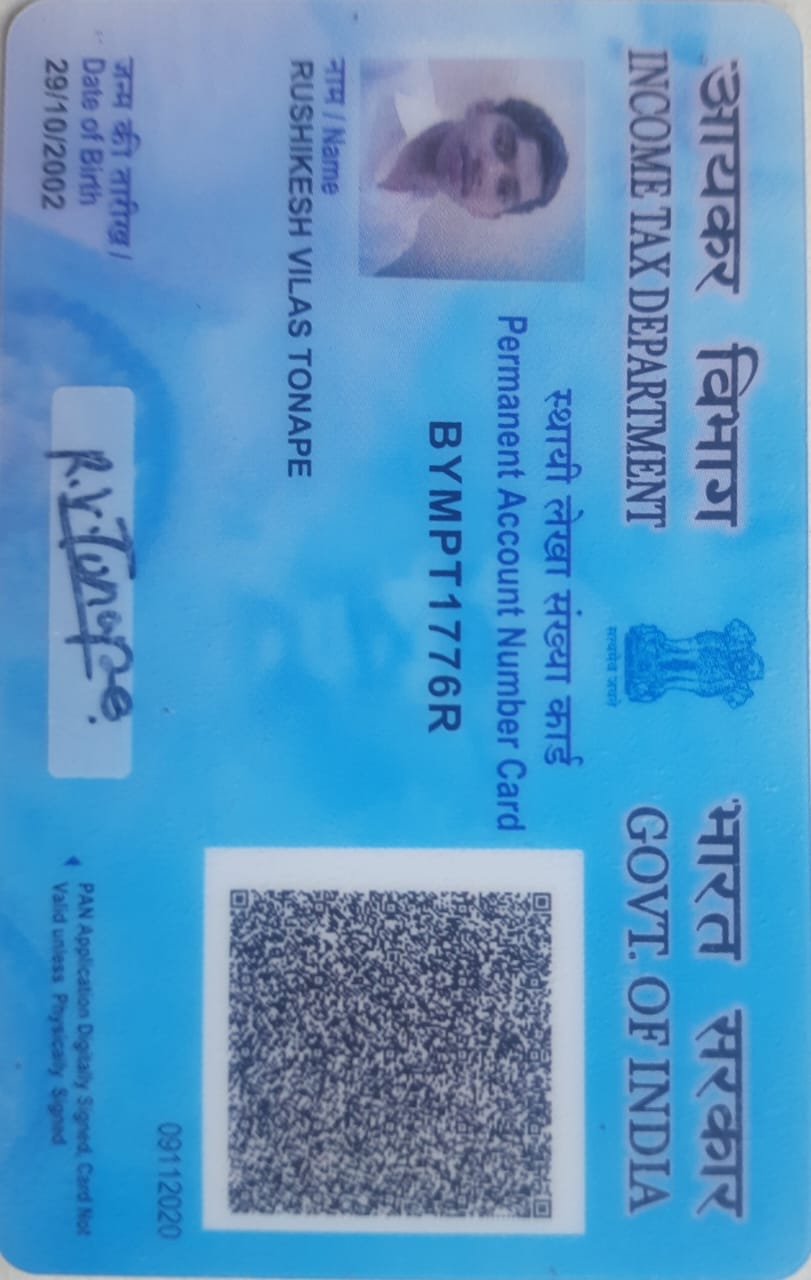 आयकर विभाग
INCOME TAX DEPARTMENT
सत्यमेव जयते
भारत सरकार
GOVT. OF INDIA
स्थायी लेखा संख्या कार्ड
Permanent Account Number Card
BYMPT1776R
नाम / Name
RUSHIKESH VILAS TONAPE
09112020
जन्म की तारीख /
Date of Birth
29/10/2002
R.V.Tonape.
PAN Application Digitally Signed, Card Not
Valid unless Physically Signed